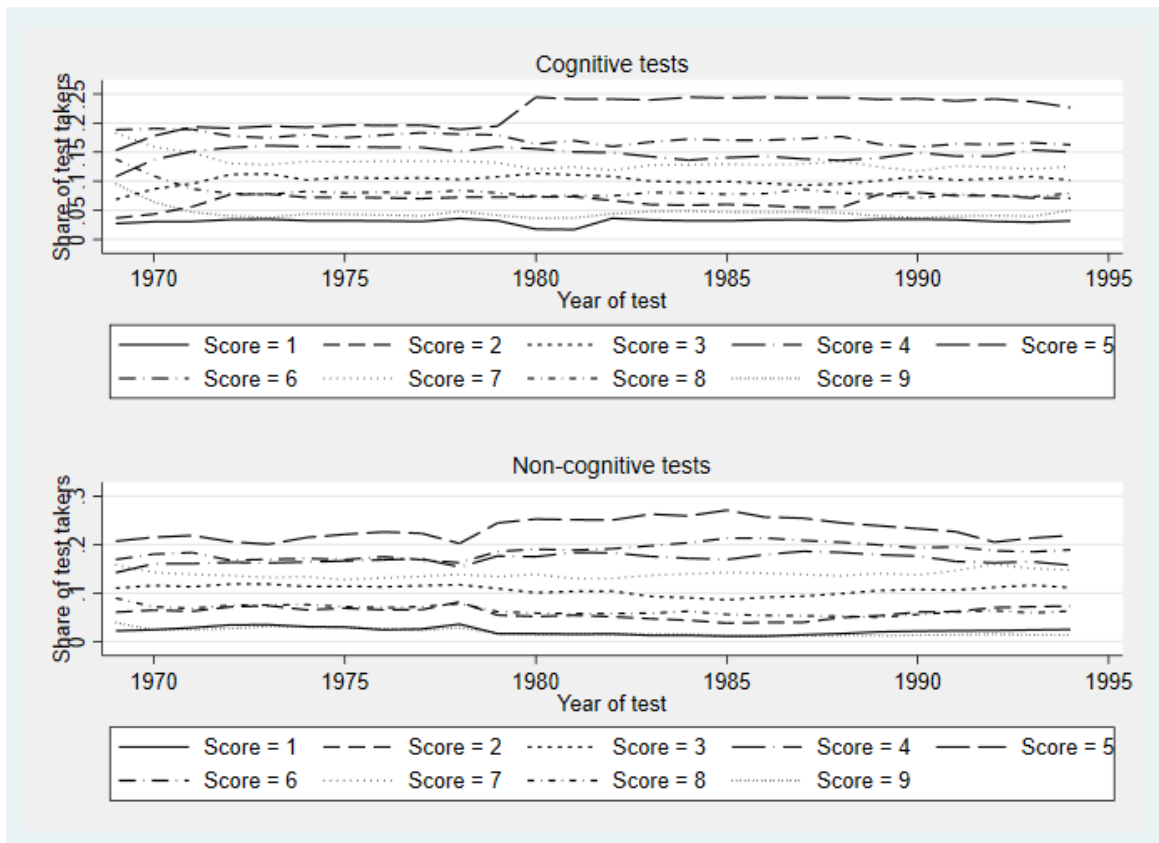 Cognitive tests
Share of test takers
.25
.2
.15
.1
.05
0
1970 1975 1980 1985 1990 1995
Year of test
Score = 1 Score = 2 Score = 3 Score = 4 Score = 5
Score = 6 Score = 7 Score = 8 Score = 9
Non-cognitive tests
Share of test takers
.3
.2
.1
0
1970 1975 1980 1985 1990 1995
Year of test
Score = 1 Score = 2 Score = 3 Score = 4 Score = 5
Score = 6 Score = 7 Score = 8 Score = 9